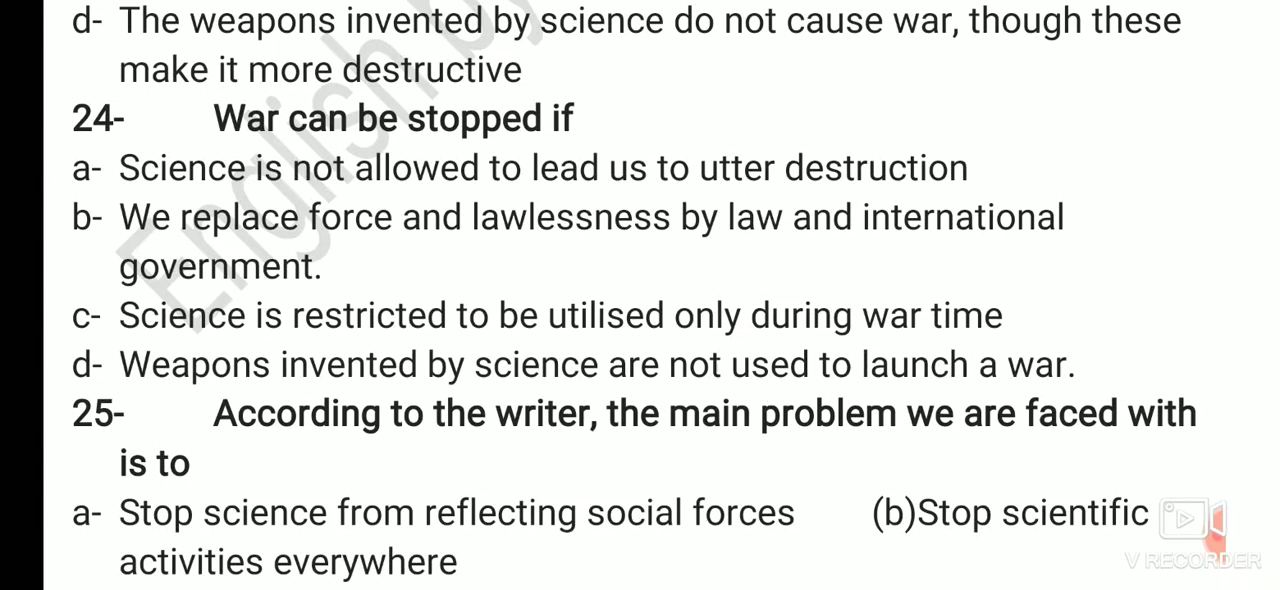 d- The weapons invented by science do not cause war, though these
make it more destructive
24- War can be stopped if
a- Science is not allowed to lead us to utter destruction
b- We replace force and lawlessness by law and international
government.
c- Science is restricted to be utilised only during war time
d- Weapons invented by science are not used to launch a war.
25- According to the writer, the main problem we are faced with
is to
a- Stop science from reflecting social forces (b)Stop scientific
activities everywhere
V RECORDER
English by